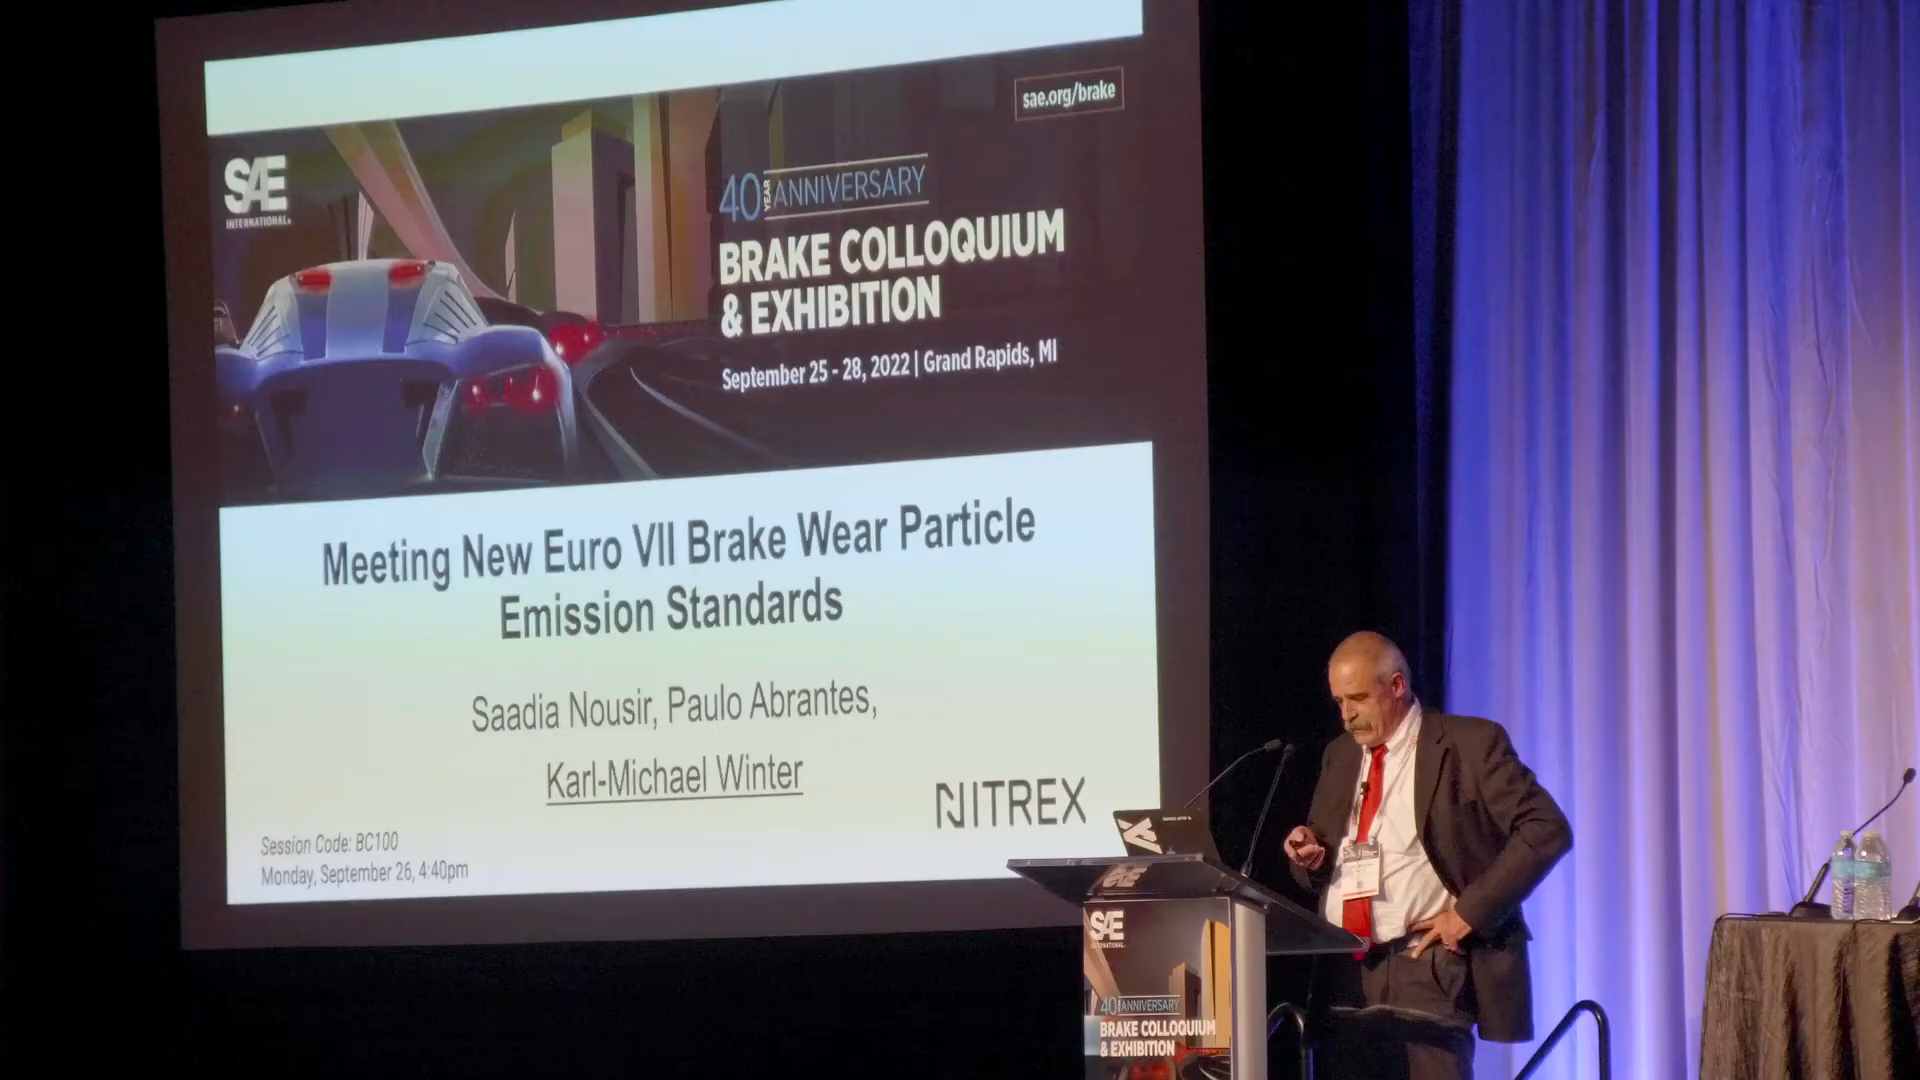 sae.org/brake
SAE
INTERNATIONAL®
40 YEAR ANNIVERSARY
BRAKE COLLOQUIUM
& EXHIBITION
September 25 - 28, 2022 | Grand Rapids, MI
Meeting New Euro VII Brake Wear Particle
Emission Standards
Saadia Nousir, Paulo Abrantes,
Karl-Michael Winter
NITREX
Session Code: BC100
Monday, September 26, 4:40pm
SAE
INTERNATIONAL
40 YEAR ANNIVERSARY
BRAKE COLLOQUIUM
& EXHIBITION